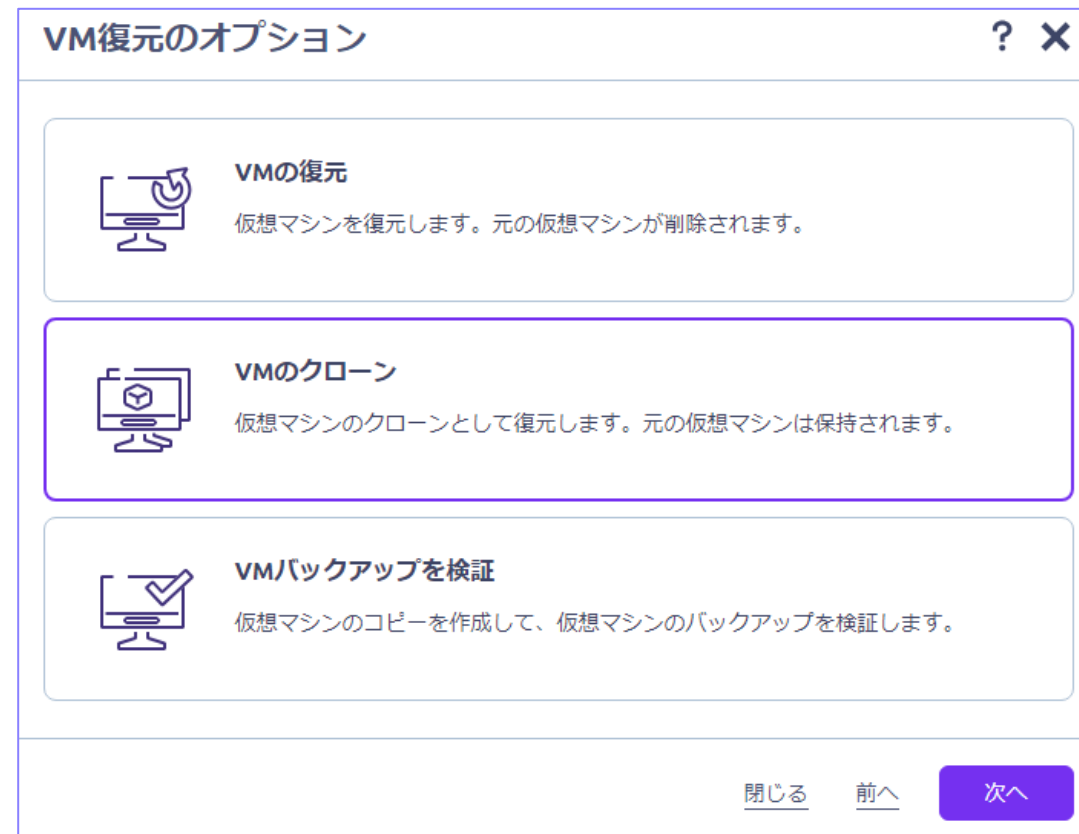 VM復元のオプション
?
VMの復元
仮想マシンを復元します。元の仮想マシンが削除されます。
VMのクローン
仮想マシンのクローンとして復元します。元の仮想マシンは保持されます。
VMバックアップを検証
仮想マシンのコピーを作成して、仮想マシンのバックアップを検証します。
閉じる 前へ 次へ